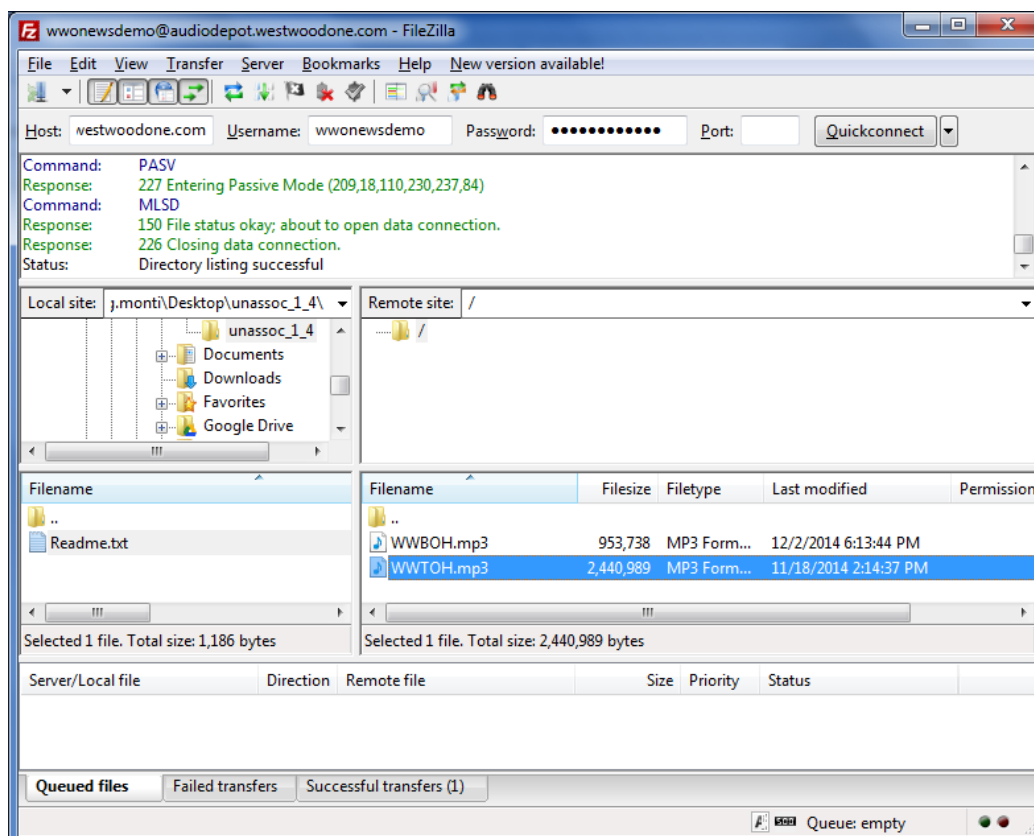 wwonewsdemo@audiodepot.westwoodone.com - FileZilla
File Edit View Transfer Server Bookmarks Help New version available!
Host: westwoodone.com Username: wwonewsdemo Password: •••••••••••• Port: Quickconnect
Command: PASV
Response: 227 Entering Passive Mode (209,18,110,230,237,84)
Command: MLSD
Response: 150 File status okay; about to open data connection.
Response: 226 Closing data connection.
Status: Directory listing successful
Local site: g.monti\Desktop\unassoc_1_4\ Remote site: /
unassoc_1_4 /
Documents
Downloads
Favorites
Google Drive
Filename Filename Filesize Filetype Last modified Permission
.. ..
Readme.txt WWBOH.mp3 953,738 MP3 Form... 12/2/2014 6:13:44 PM
WWTOH.mp3 2,440,989 MP3 Form... 11/18/2014 2:14:37 PM
Selected 1 file. Total size: 1,186 bytes Selected 1 file. Total size: 2,440,989 bytes
Server/Local file Direction Remote file Size Priority Status
Queued files Failed transfers Successful transfers (1)
Queue: empty